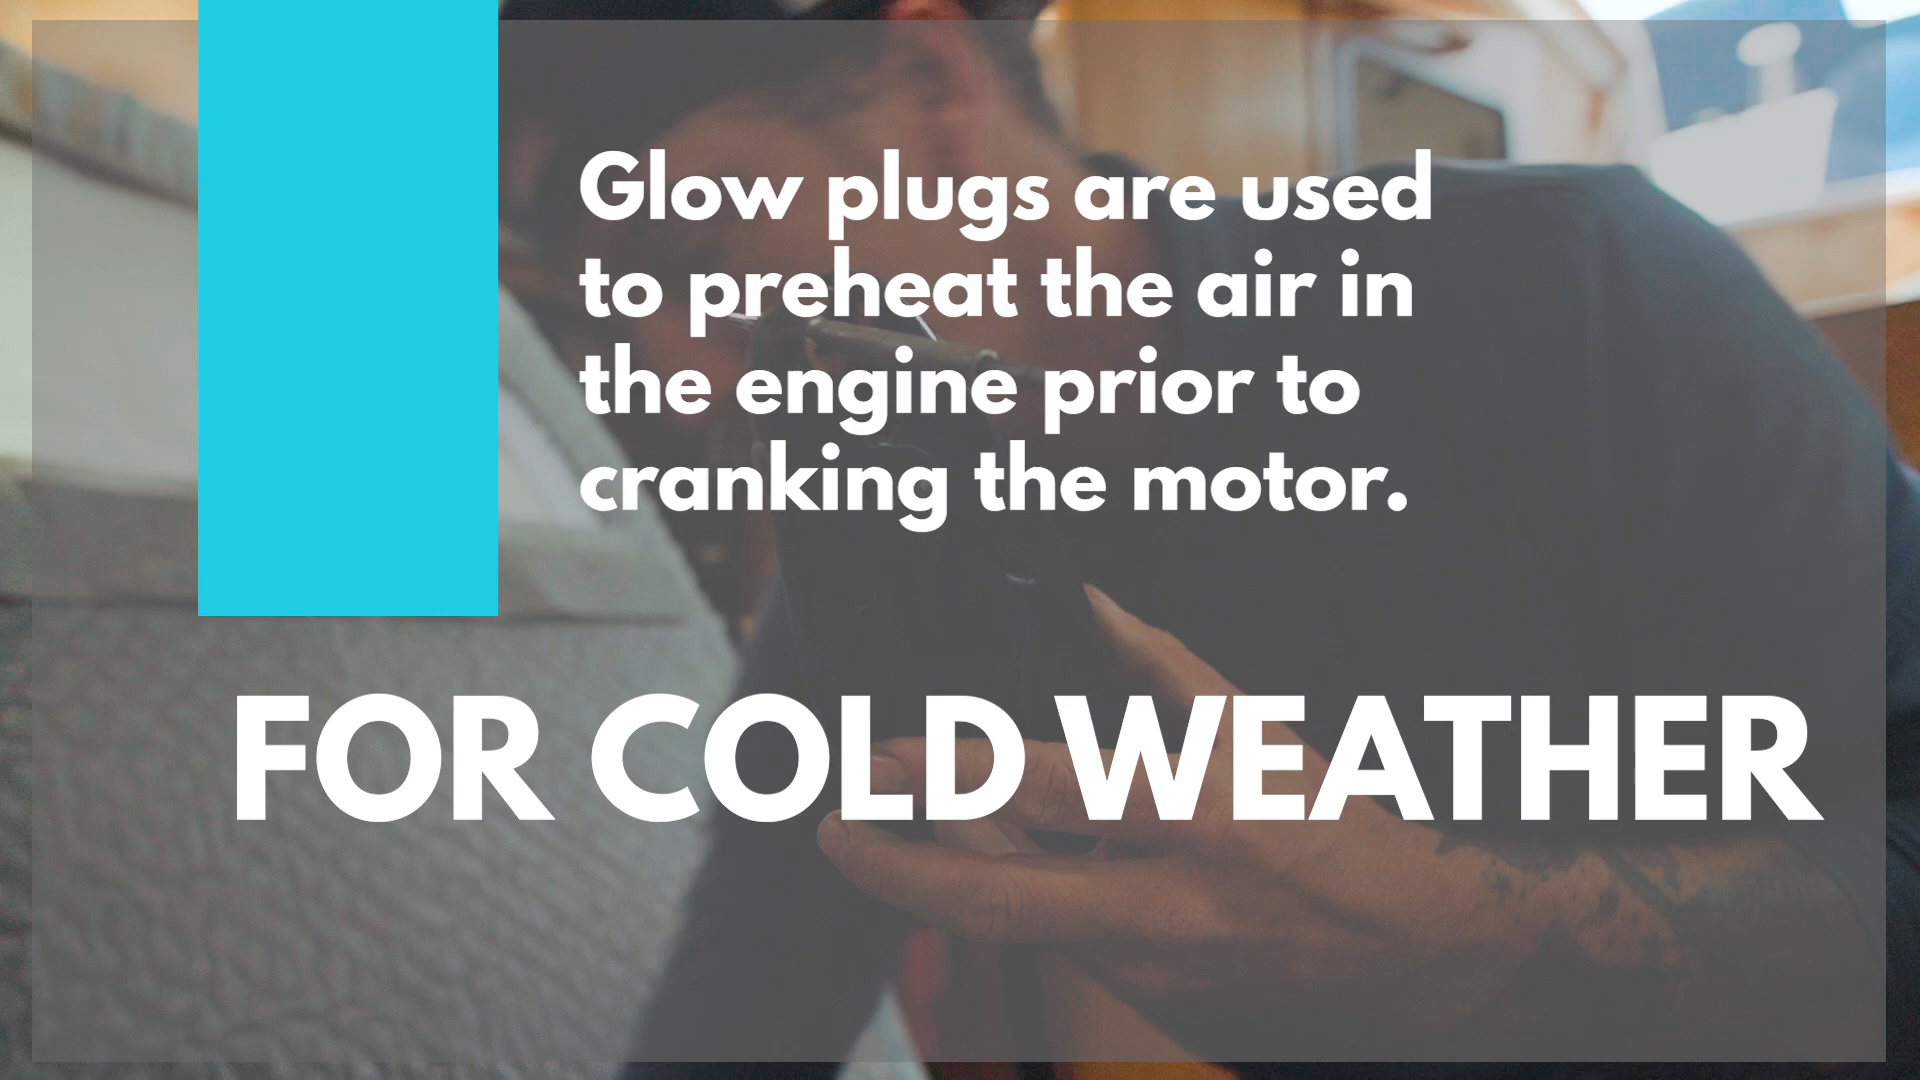 Glow plugs are used
to preheat the air in
the engine prior to
cranking the motor.
FOR COLD WEATHER